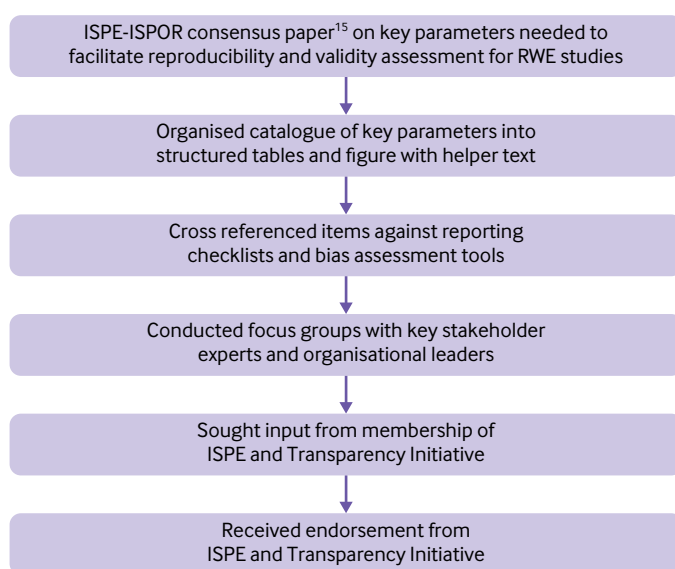 ISPE-ISPOR consensus paper¹⁵ on key parameters needed to
facilitate reproducibility and validity assessment for RWE studies
Organised catalogue of key parameters into
structured tables and figure with helper text
Cross referenced items against reporting
checklists and bias assessment tools
Conducted focus groups with key stakeholder
experts and organisational leaders
Sought input from membership of
ISPE and Transparency Initiative
Received endorsement from
ISPE and Transparency Initiative